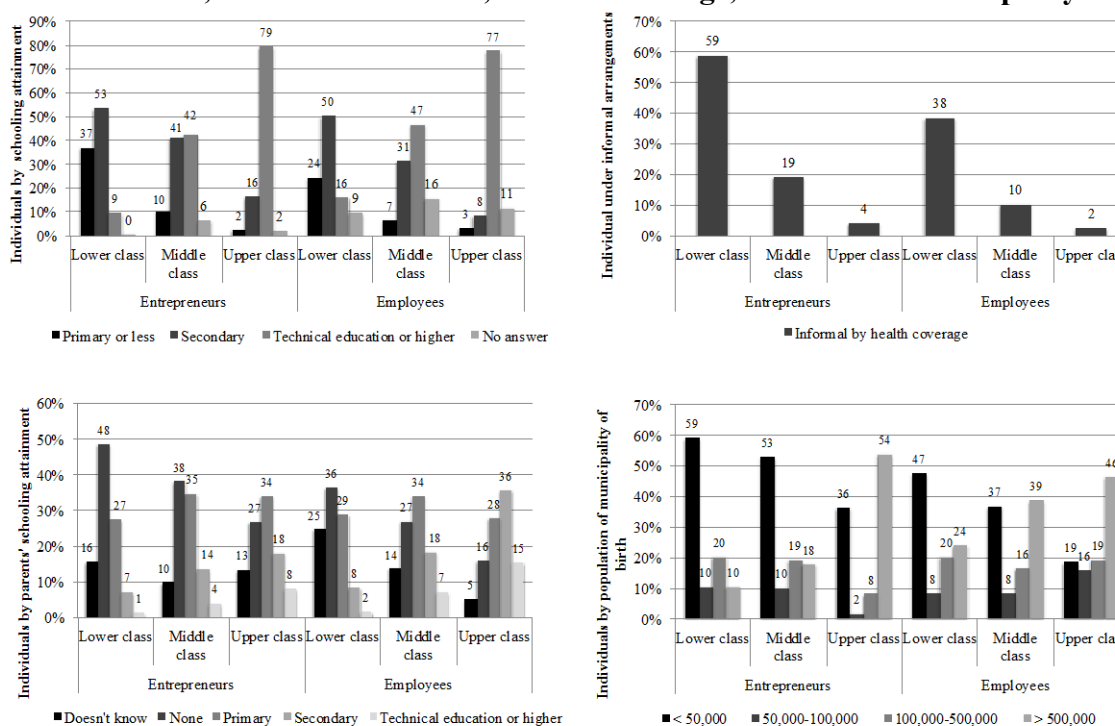 90%
80%
70%
60%
50%
40%
30%
20%
10%
0%
Individuals by schooling attainment
37 53 9 0 10 41 42 6 2 16 79 2 24 50 16 9 7 31 47 16 3 8 77 11
Lower class Middle class Upper class Lower class Middle class Upper class
Entrepreneurs Employees
Primary or less Secondary Technical education or higher No answer
70%
60%
50%
40%
30%
20%
10%
0%
Individual under informal arrangements
59 19 4 38 10 2
Lower class Middle class Upper class Lower class Middle class Upper cla
Entrepreneurs Employees
Informal by health coverage
60%
50%
40%
30%
20%
10%
0%
Individuals by parents' schooling attainment
16 48 27 7 1 10 38 35 14 4 13 27 34 18 8 25 36 29 8 2 14 27 34 18 7 5 16 28 36 15
Lower class Middle class Upper class Lower class Middle class Upper class
Entrepreneurs Employees
Doesn't know None Primary Secondary Technical education or higher
70%
60%
50%
40%
30%
20%
10%
0%
Individuals by population of municipality of birth
59 10 20 10 53 10 19 18 36 2 8 54 47 8 20 24 37 8 16 39 19 16 19 46
Lower class Middle class Upper class Lower class Middle class Upper cla
Entrepreneurs Employees
< 50,000 50,000-100,000 100,000-500,000 > 500,000